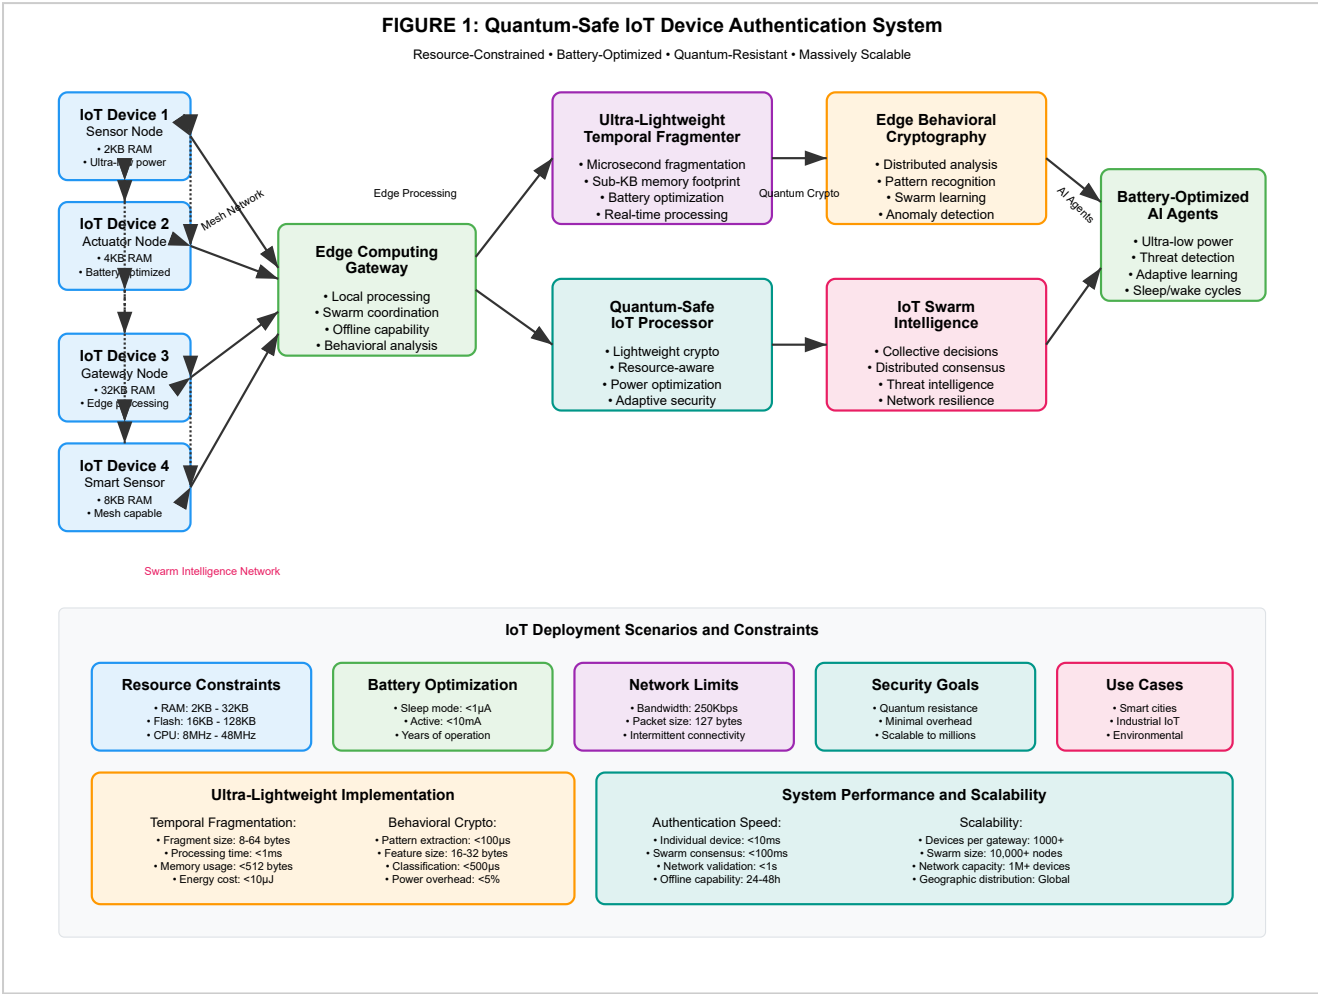 FIGURE 1: Quantum-Safe IoT Device Authentication System
Resource-Constrained • Battery-Optimized • Quantum-Resistant • Massively Scalable
IoT Device 1
Sensor Node
• 2KB RAM
• Ultra-low power
IoT Device 2
Actuator Node
• 4KB RAM
• Battery optimized
IoT Device 3
Gateway Node
• 32KB RAM
• Edge processing
IoT Device 4
Smart Sensor
• 8KB RAM
• Mesh capable
Mesh Network
Swarm Intelligence Network
Edge Computing
Gateway
• Local processing
• Swarm coordination
• Offline capability
• Behavioral analysis
Edge Processing
Ultra-Lightweight
Temporal Fragmenter
• Microsecond fragmentation
• Sub-KB memory footprint
• Battery optimization
• Real-time processing
Quantum-Safe
IoT Processor
• Lightweight crypto
• Resource-aware
• Power optimization
• Adaptive security
Quantum Crypto
Edge Behavioral
Cryptography
• Distributed analysis
• Pattern recognition
• Swarm learning
• Anomaly detection
IoT Swarm
Intelligence
• Collective decisions
• Distributed consensus
• Threat intelligence
• Network resilience
AI Agents
Battery-Optimized
AI Agents
• Ultra-low power
• Threat detection
• Adaptive learning
• Sleep/wake cycles
IoT Deployment Scenarios and Constraints
Resource Constraints
• RAM: 2KB - 32KB
• Flash: 16KB - 128KB
• CPU: 8MHz - 48MHz
Battery Optimization
• Sleep mode: <1μA
• Active: <10mA
• Years of operation
Network Limits
• Bandwidth: 250Kbps
• Packet size: 127 bytes
• Intermittent connectivity
Security Goals
• Quantum resistance
• Minimal overhead
• Scalable to millions
Use Cases
• Smart cities
• Industrial IoT
• Environmental
Ultra-Lightweight Implementation
Temporal Fragmentation:
• Fragment size: 8-64 bytes
• Processing time: <1ms
• Memory usage: <512 bytes
• Energy cost: <10μJ
Behavioral Crypto:
• Pattern extraction: <100μs
• Feature size: 16-32 bytes
• Classification: <500μs
• Power overhead: <5%
System Performance and Scalability
Authentication Speed:
• Individual device: <10ms
• Swarm consensus: <100ms
• Network validation: <1s
• Offline capability: 24-48h
Scalability:
• Devices per gateway: 1000+
• Swarm size: 10,000+ nodes
• Network capacity: 1M+ devices
• Geographic distribution: Global